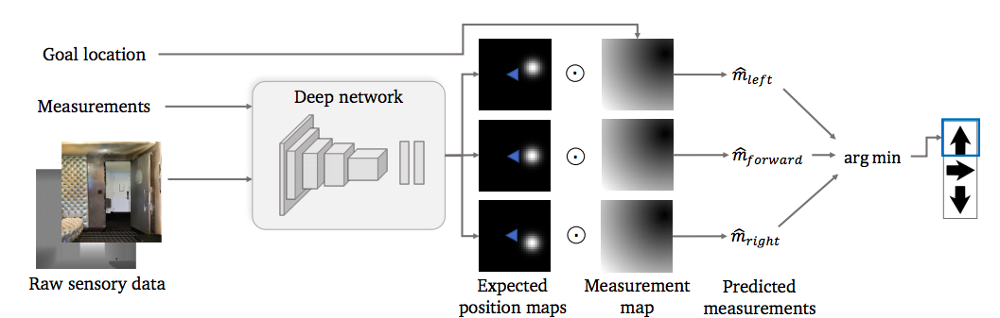 Goal location
Measurements
Raw sensory data
Deep network
Expected
position maps
Measurement
map
Predicted
measurements
m̂left
m̂forward
m̂right
arg min